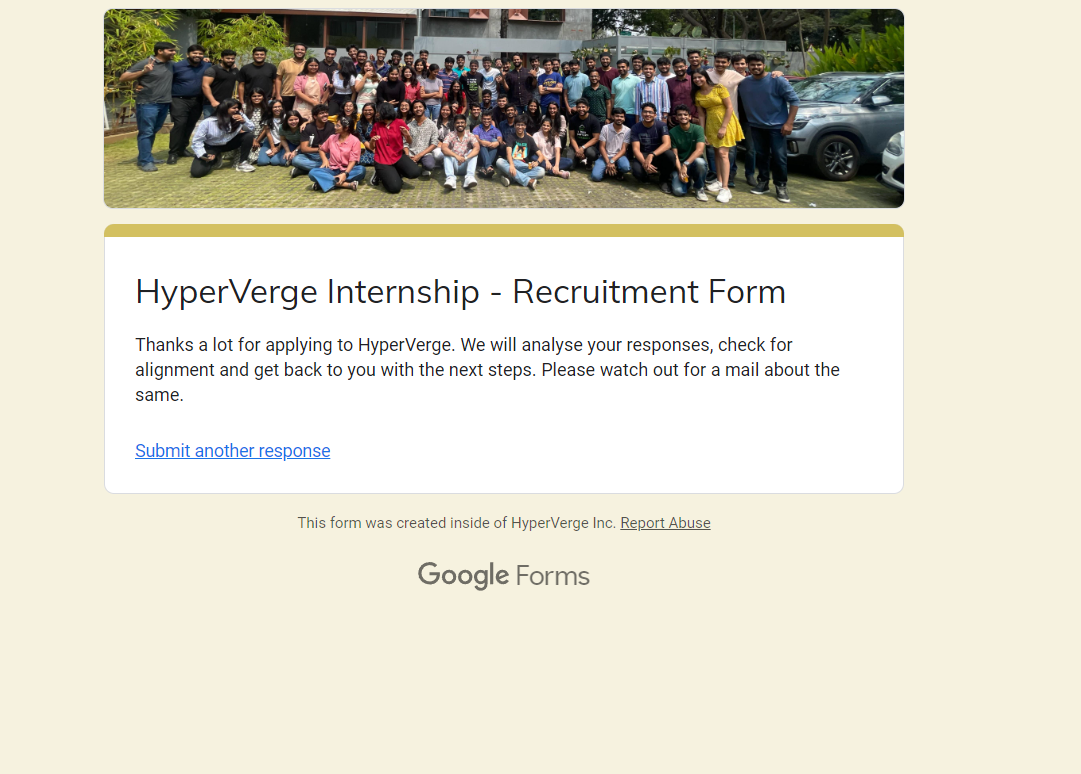 HyperVerge Internship - Recruitment Form
Thanks a lot for applying to HyperVerge. We will analyse your responses, check for
alignment and get back to you with the next steps. Please watch out for a mail about the
same.
Submit another response
This form was created inside of HyperVerge Inc. Report Abuse
Google Forms